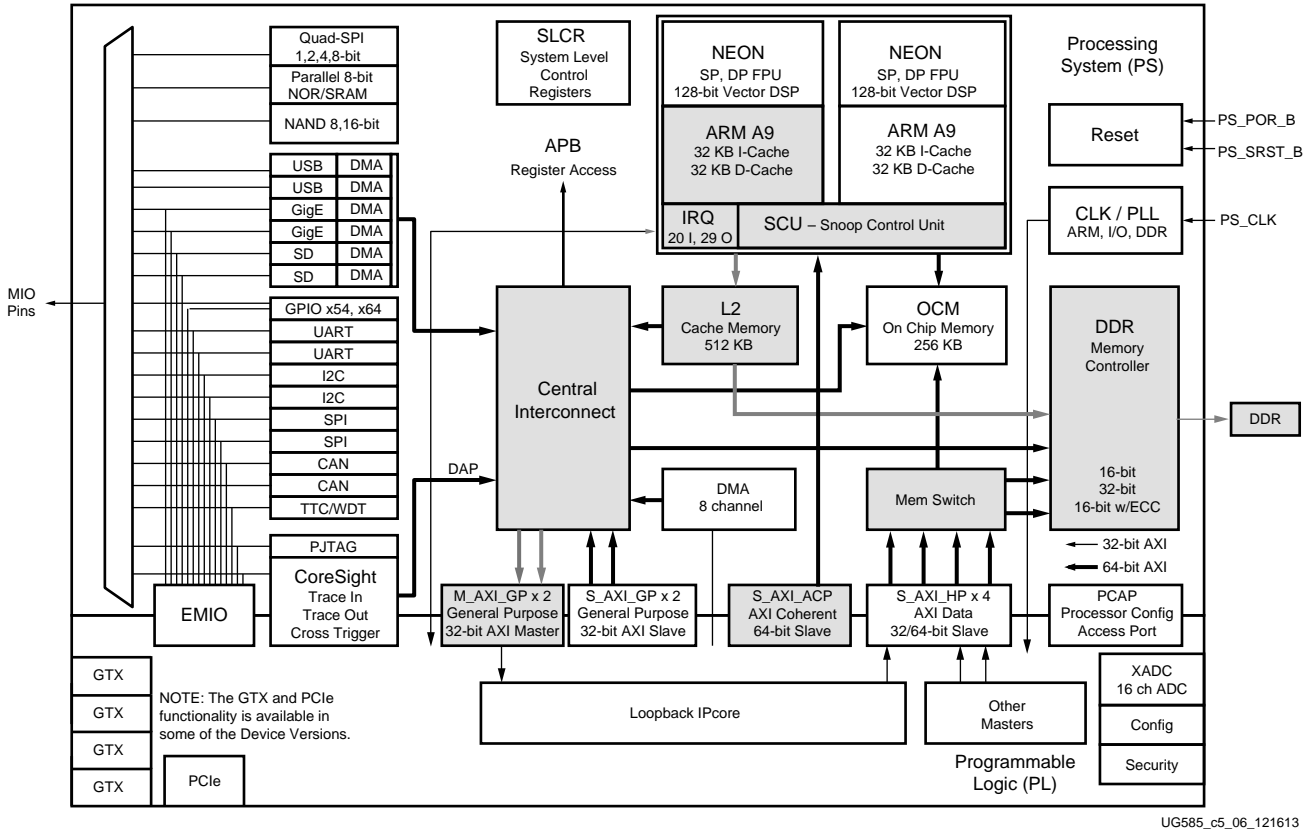 Quad-SPI
1,2,4,8-bit
Parallel 8-bit
NOR/SRAM
NAND 8,16-bit
USB DMA
USB DMA
GigE DMA
GigE DMA
SD DMA
SD DMA
MIO
Pins
GPIO x54, x64
UART
UART
I2C
I2C
SPI
SPI
CAN
CAN
TTC/WDT
PJTAG
CoreSight
Trace In
Trace Out
Cross Trigger
EMIO
SLCR
System Level
Control
Registers
APB
Register Access
NEON
SP, DP FPU
128-bit Vector DSP
ARM A9
32 KB I-Cache
32 KB D-Cache
NEON
SP, DP FPU
128-bit Vector DSP
ARM A9
32 KB I-Cache
32 KB D-Cache
IRQ
20 I, 29 O
SCU – Snoop Control Unit
Processing
System (PS)
Reset
PS_POR_B
PS_SRST_B
CLK / PLL
ARM, I/O, DDR
PS_CLK
L2
Cache Memory
512 KB
OCM
On Chip Memory
256 KB
DDR
Memory
Controller
16-bit
32-bit
16-bit w/ECC
DDR
Central
Interconnect
DAP
DMA
8 channel
Mem Switch
32-bit AXI
64-bit AXI
M_AXI_GP x 2
General Purpose
32-bit AXI Master
S_AXI_GP x 2
General Purpose
32-bit AXI Slave
S_AXI_ACP
AXI Coherent
64-bit Slave
S_AXI_HP x 4
AXI Data
32/64-bit Slave
PCAP
Processor Config
Access Port
GTX
GTX
GTX
GTX
NOTE: The GTX and PCIe
functionality is available in
some of the Device Versions.
PCIe
Loopback IPcore
Other
Masters
Programmable
Logic (PL)
XADC
16 ch ADC
Config
Security
UG585_c5_06_121613